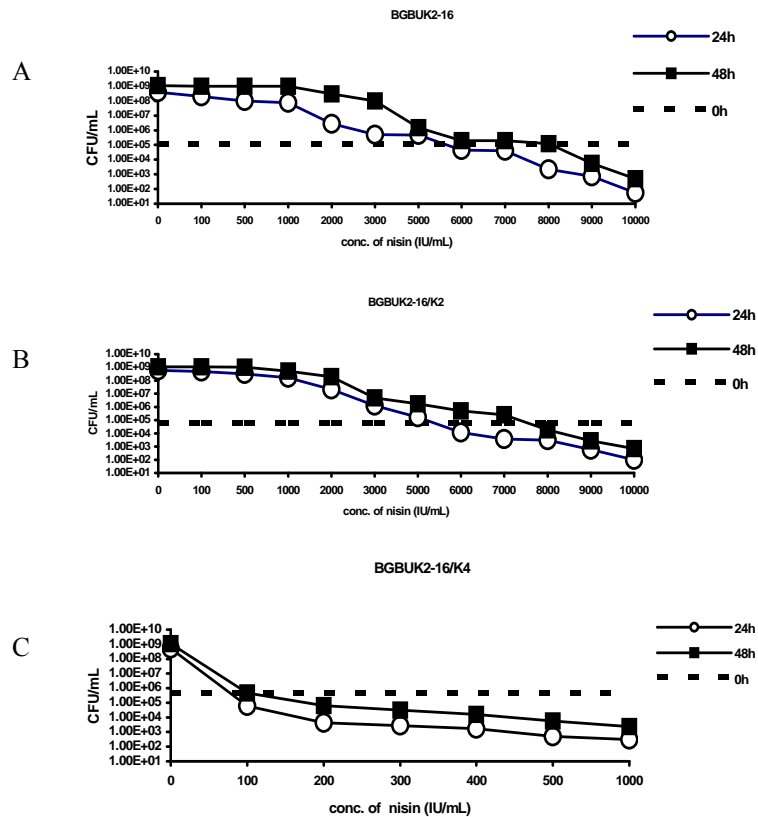 BGBUK2-16
A
24h
48h
0h
CFU/mL
1.00E+10
1.00E+09
1.00E+08
1.00E+07
1.00E+06
1.00E+05
1.00E+04
1.00E+03
1.00E+02
1.00E+01
0 100 500 1000 2000 3000 5000 6000 7000 8000 9000 10000
conc. of nisin (IU/mL)
BGBUK2-16/K2
B
24h
48h
0h
CFU/mL
1.00E+10
1.00E+09
1.00E+08
1.00E+07
1.00E+06
1.00E+05
1.00E+04
1.00E+03
1.00E+02
1.00E+01
0 100 500 1000 2000 3000 5000 6000 7000 8000 9000 10000
conc. of nisin (IU/mL)
BGBUK2-16/K4
C
24h
48h
0h
CFU/mL
1.00E+10
1.00E+09
1.00E+08
1.00E+07
1.00E+06
1.00E+05
1.00E+04
1.00E+03
1.00E+02
1.00E+01
0 100 200 300 400 500 1000
conc. of nisin (IU/mL)